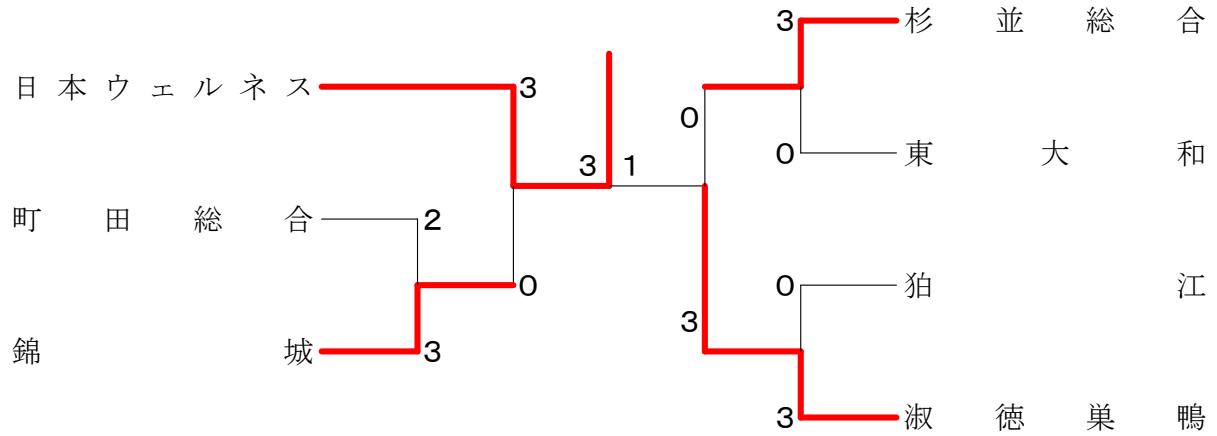 3 杉並総合
日本ウェルネス 3
0
0 東大和
3 1
町田総合 2
0
0 狛江
3
錦城 3
3 淑徳巣鴨